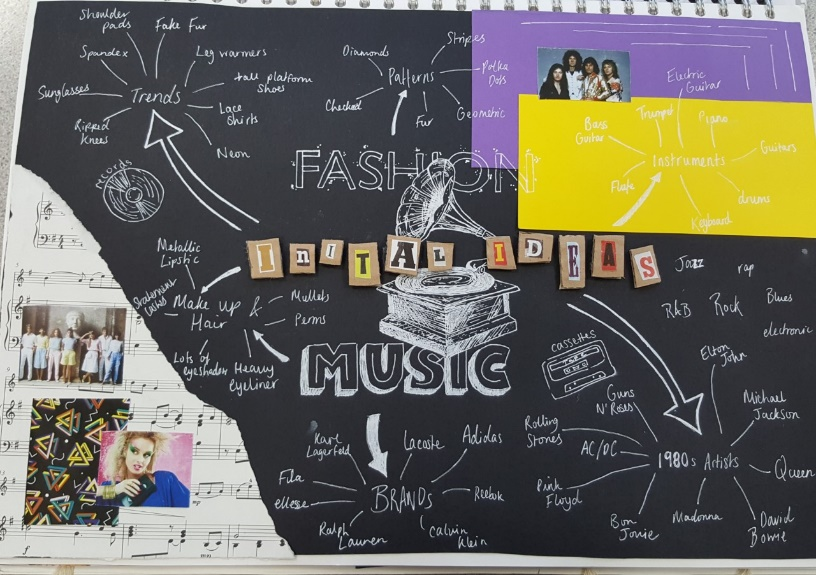 Shoulder
pads
Fake Fur
Spandex
Leg warmers
Sunglasses
Trends
tall platform
Shoes
Ripped
Knees
Lace
Shirts
Neon
records
Diamonds
Stripes
Patterns
Polka
Dots
Checked
Fur
Geometric
Electric
Guitar
Trumpet
Piano
Bass
Guitar
Instruments
Guitars
Flute
drums
Keyboard
FASHION
INITAL IDEAS
MUSIC
Metallic
Lipstic
Statement
Make up &
Hair
Mullets
Perms
Lots of
eyeshadow
Heavy
eyeliner
Jazz
rap
R&B
Rock
Blues
electronic
cassettes
Elton
John
Guns
N' Roses
Michael
Jackson
Rolling
Stones
AC/DC
1980s Artists
Queen
Pink
Floyd
Bon
Jovie
Madonna
David
Bowie
Karl
Lagerfeld
Lacoste
Adidas
Fila
ellesse
BRANDS
Reebok
Ralph
Lauren
Calvin
Klein
f
mp